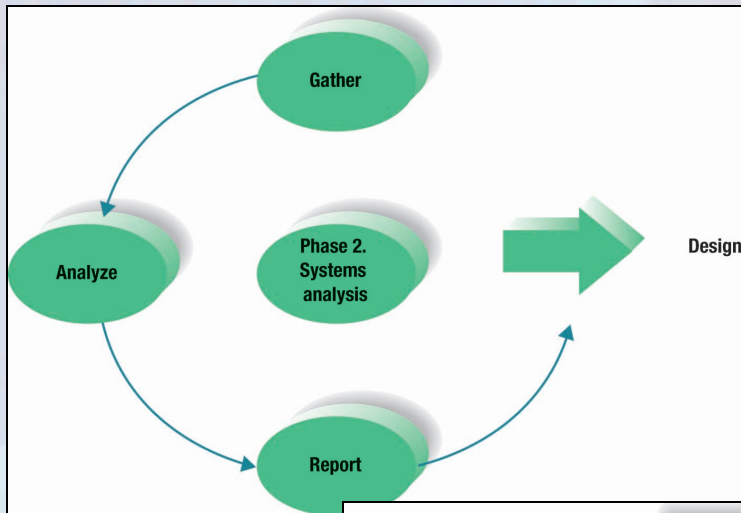 Gather
Analyze
Phase 2.
Systems
analysis
Design
Report